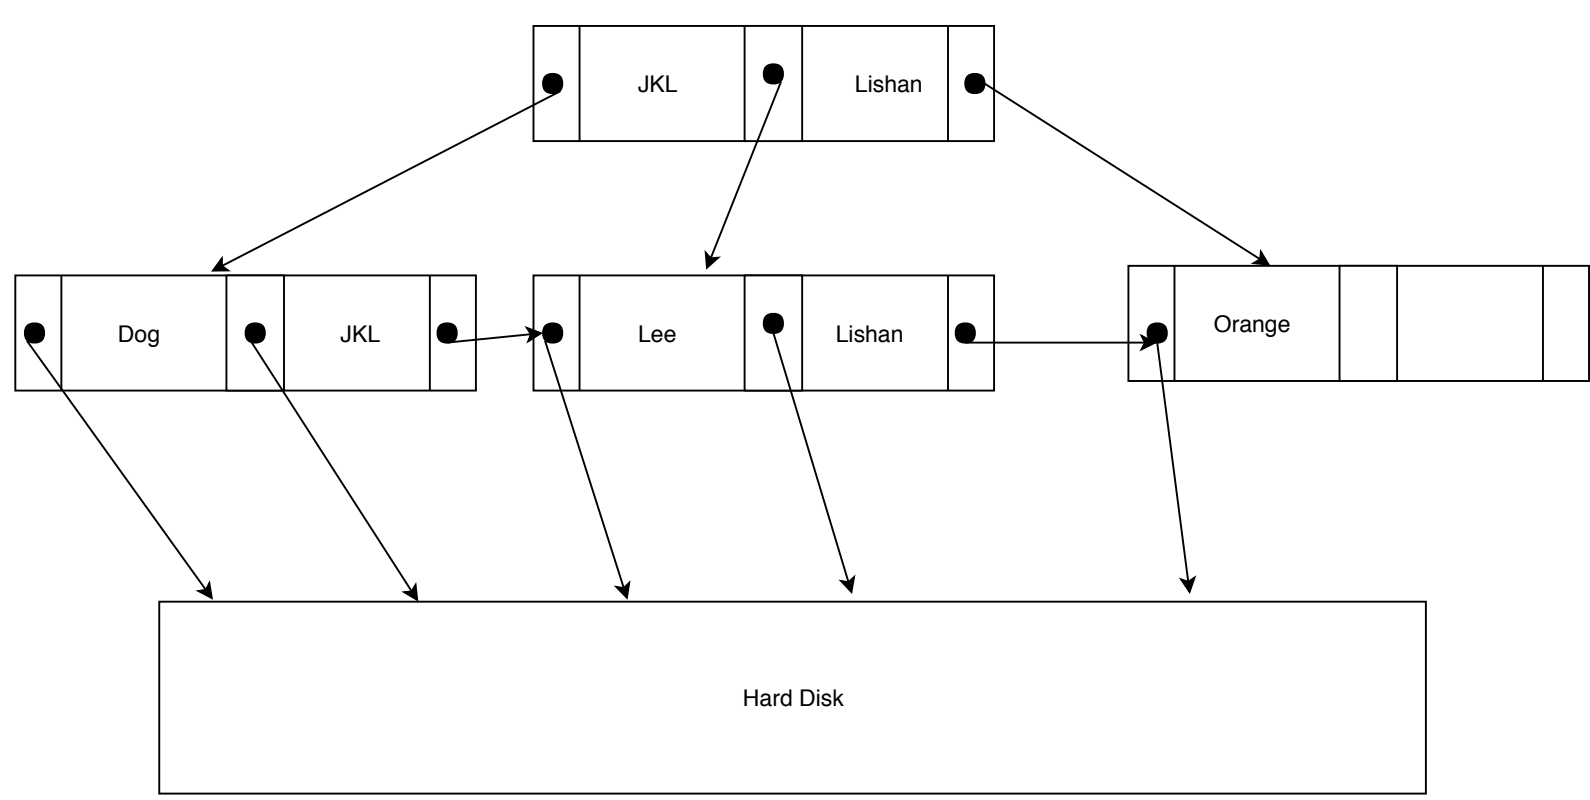 JKL
Lishan
Dog
JKL
Lee
Lishan
Orange
Hard Disk